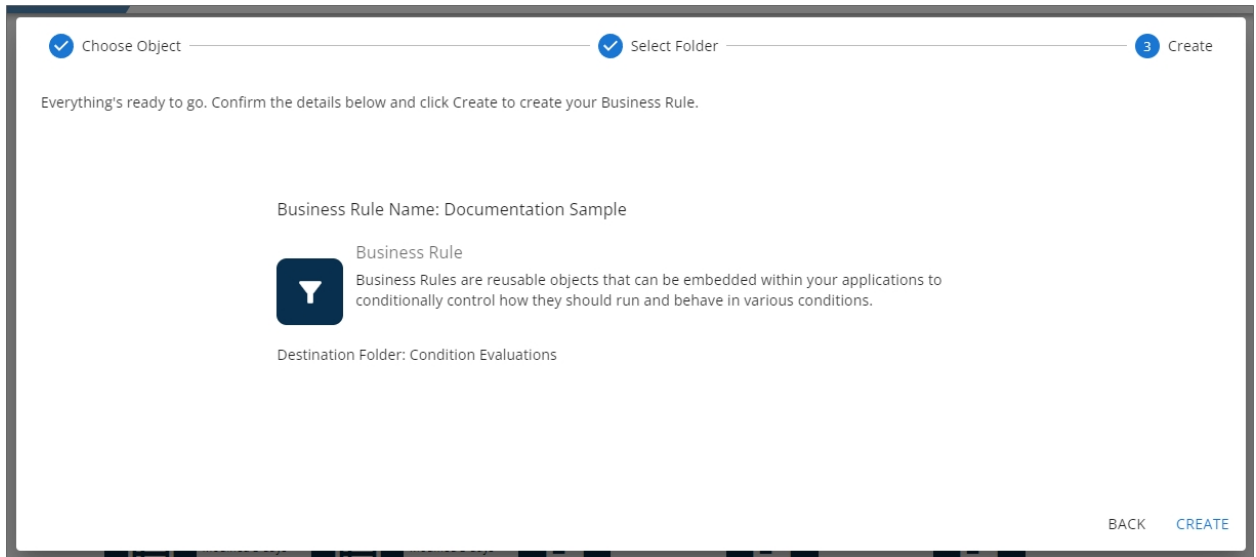 Choose Object
Select Folder
3 Create
Everything's ready to go. Confirm the details below and click Create to create your Business Rule.
Business Rule Name: Documentation Sample
Business Rule
Business Rules are reusable objects that can be embedded within your applications to
conditionally control how they should run and behave in various conditions.
Destination Folder: Condition Evaluations
BACK
CREATE